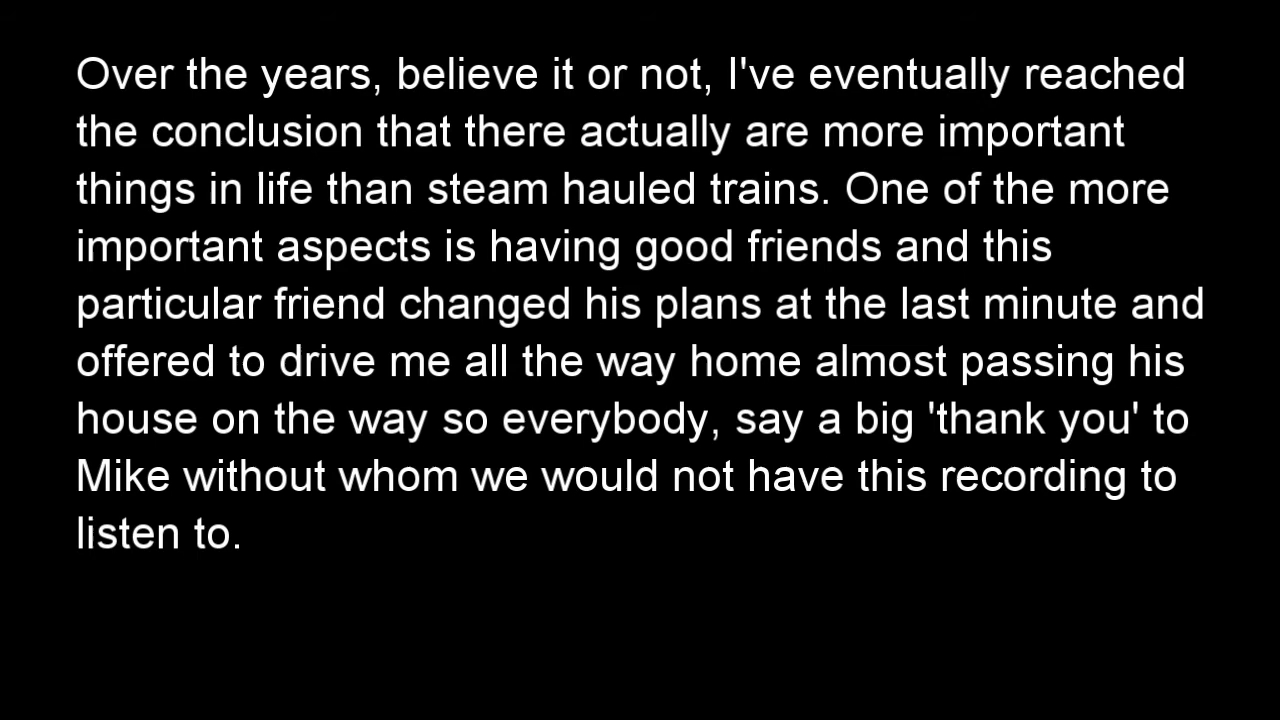 Over the years, believe it or not, I've eventually reached
the conclusion that there actually are more important
things in life than steam hauled trains. One of the more
important aspects is having good friends and this
particular friend changed his plans at the last minute and
offered to drive me all the way home almost passing his
house on the way so everybody, say a big 'thank you' to
Mike without whom we would not have this recording to
listen to.